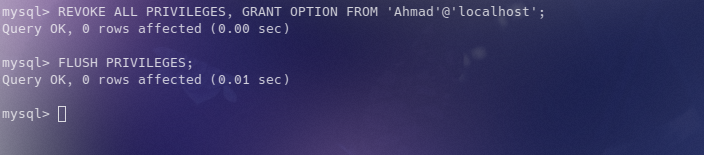 mysql> REVOKE ALL PRIVILEGES, GRANT OPTION FROM 'Ahmad'@'localhost';
Query OK, 0 rows affected (0.00 sec)
mysql> FLUSH PRIVILEGES;
Query OK, 0 rows affected (0.01 sec)
mysql>